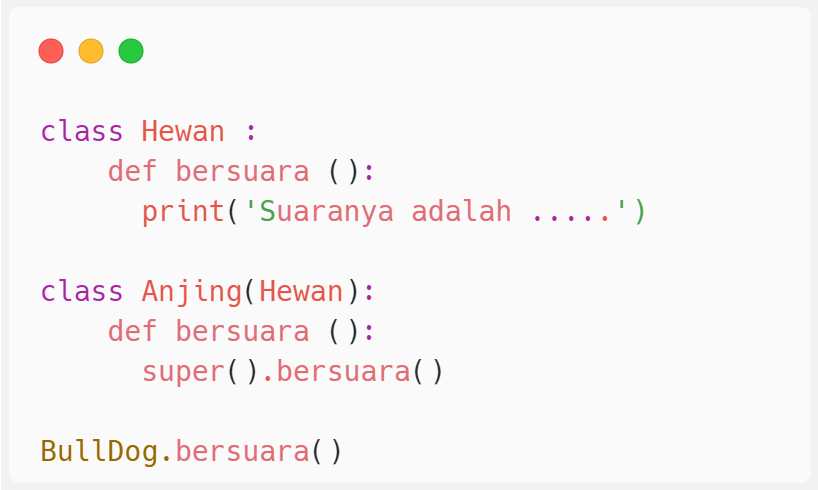 class Hewan :
    def bersuara ():
      print('Suaranya adalah .....')
class Anjing(Hewan):
    def bersuara ():
      super().bersuara()
BullDog.bersuara()